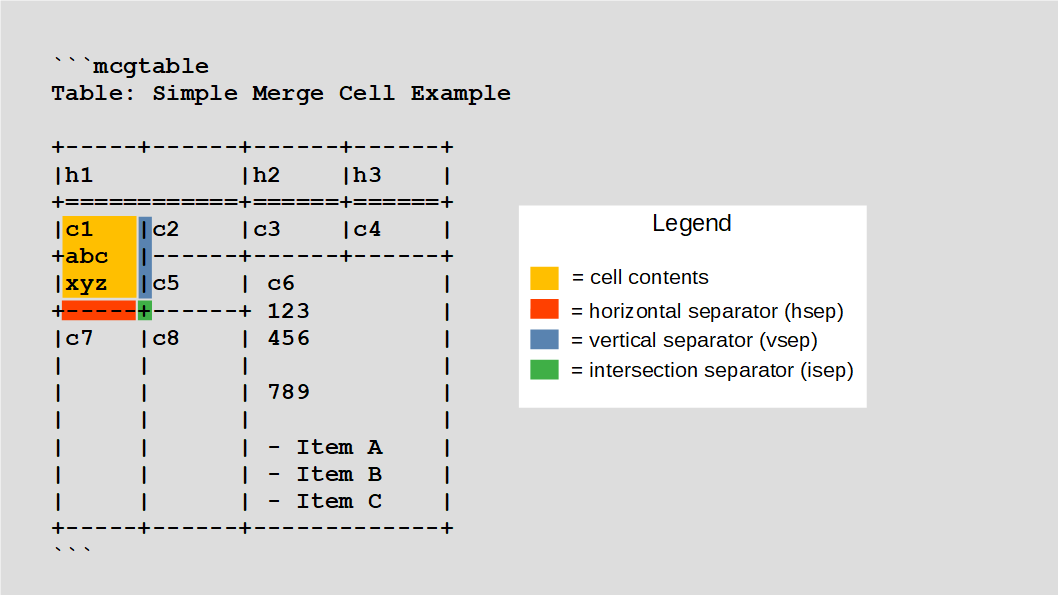 ```mcgtable
Table: Simple Merge Cell Example
+-----+------+------+------+
|h1          |h2    |h3    |
+============+======+======+
|c1   |c2    |c3    |c4    |
+abc  |------+------+------+
|xyz  |c5    | c6          |
+-----+------+ 123         |
|c7   |c8    | 456         |
|     |      |             |
|     |      | 789         |
|     |      |             |
|     |      | - Item A    |
|     |      | - Item B    |
|     |      | - Item C    |
+-----+------+-------------+
```
Legend
= cell contents
= horizontal separator (hsep)
= vertical separator (vsep)
= intersection separator (isep)